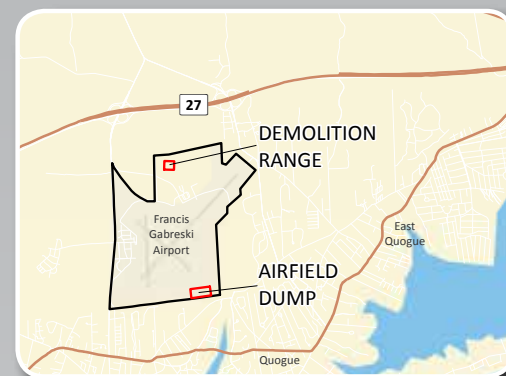 27
DEMOLITION
RANGE
Francis
Gabreski
Airport
East
Quogue
AIRFIELD
DUMP
Quogue